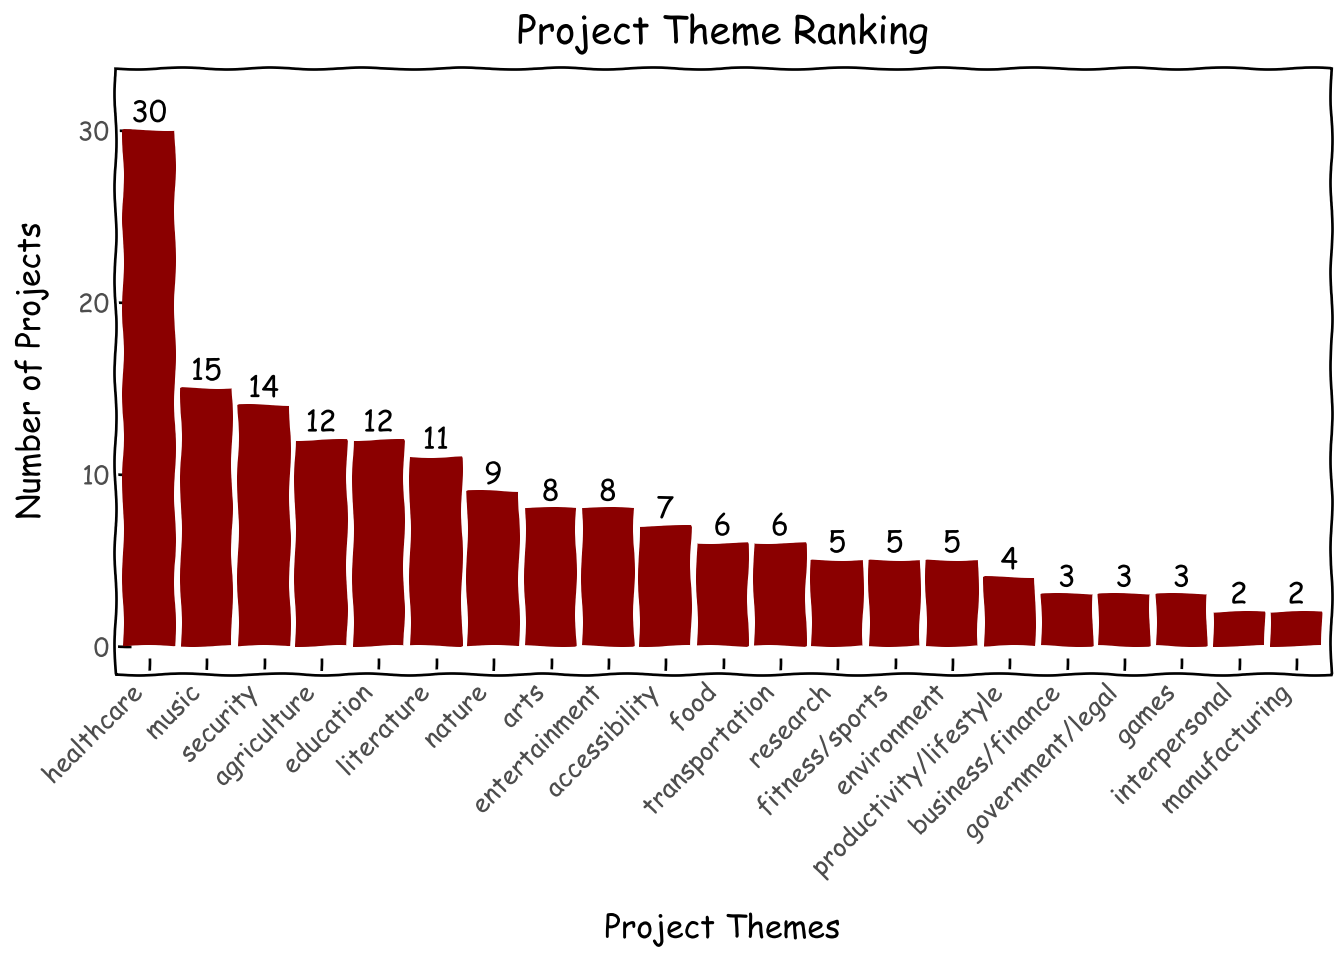 Project Theme Ranking
Number of Projects
30
20
10
0
30
15
14
12
12
11
9
8
8
7
6
6
5
5
5
4
3
3
3
2
2
healthcare
music
security
agriculture
education
literature
nature
arts
entertainment
accessibility
food
transportation
research
fitness/sports
environment
productivity/lifestyle
business/finance
government/legal
games
interpersonal
manufacturing
Project Themes